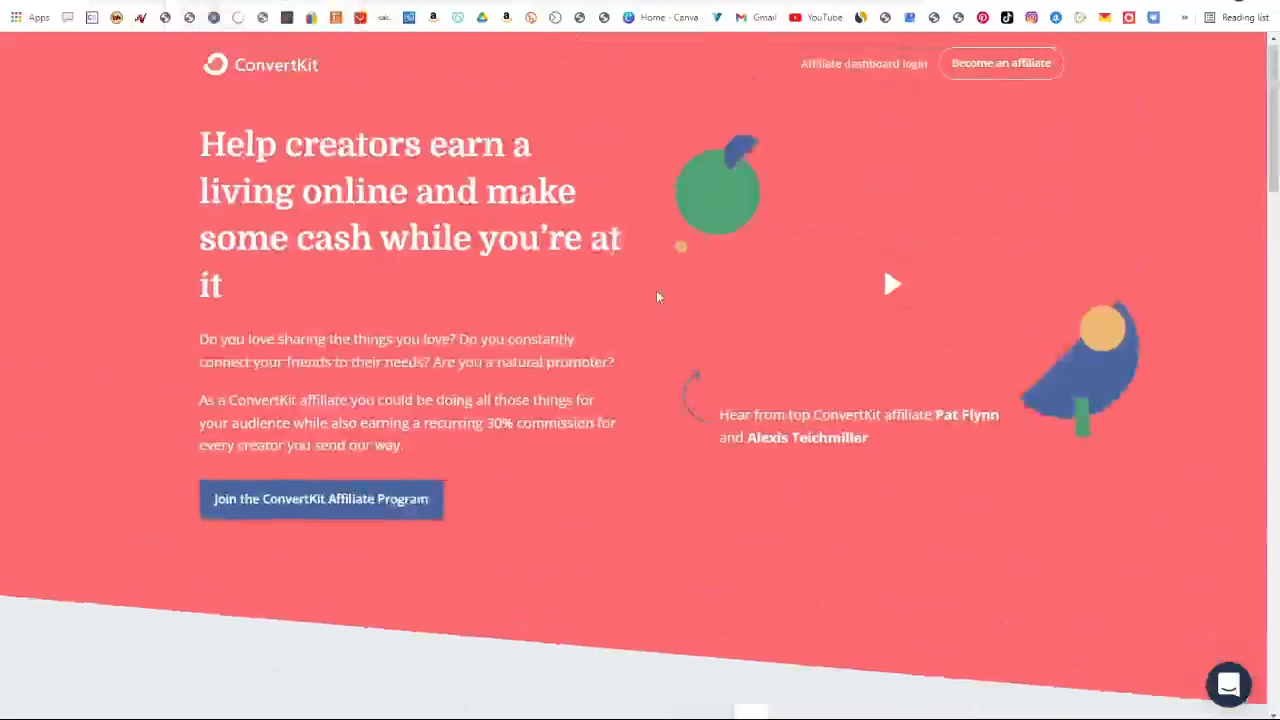 Apps
Home - Canva
Gmail
YouTube
Reading list
ConvertKit
Affiliate dashboard login
Become an affiliate
Help creators earn a
living online and make
some cash while you're at
it
Do you love sharing the things you love? Do you constantly
connect your friends to their needs? Are you a natural promoter?
As a ConvertKit affiliate you could be doing all those things for
your audience while also earning a recurring 30% commission for
every creator you send our way.
Join the ConvertKit Affiliate Program
Hear from top ConvertKit affiliate Pat Flynn
and Alexis Teichmiller